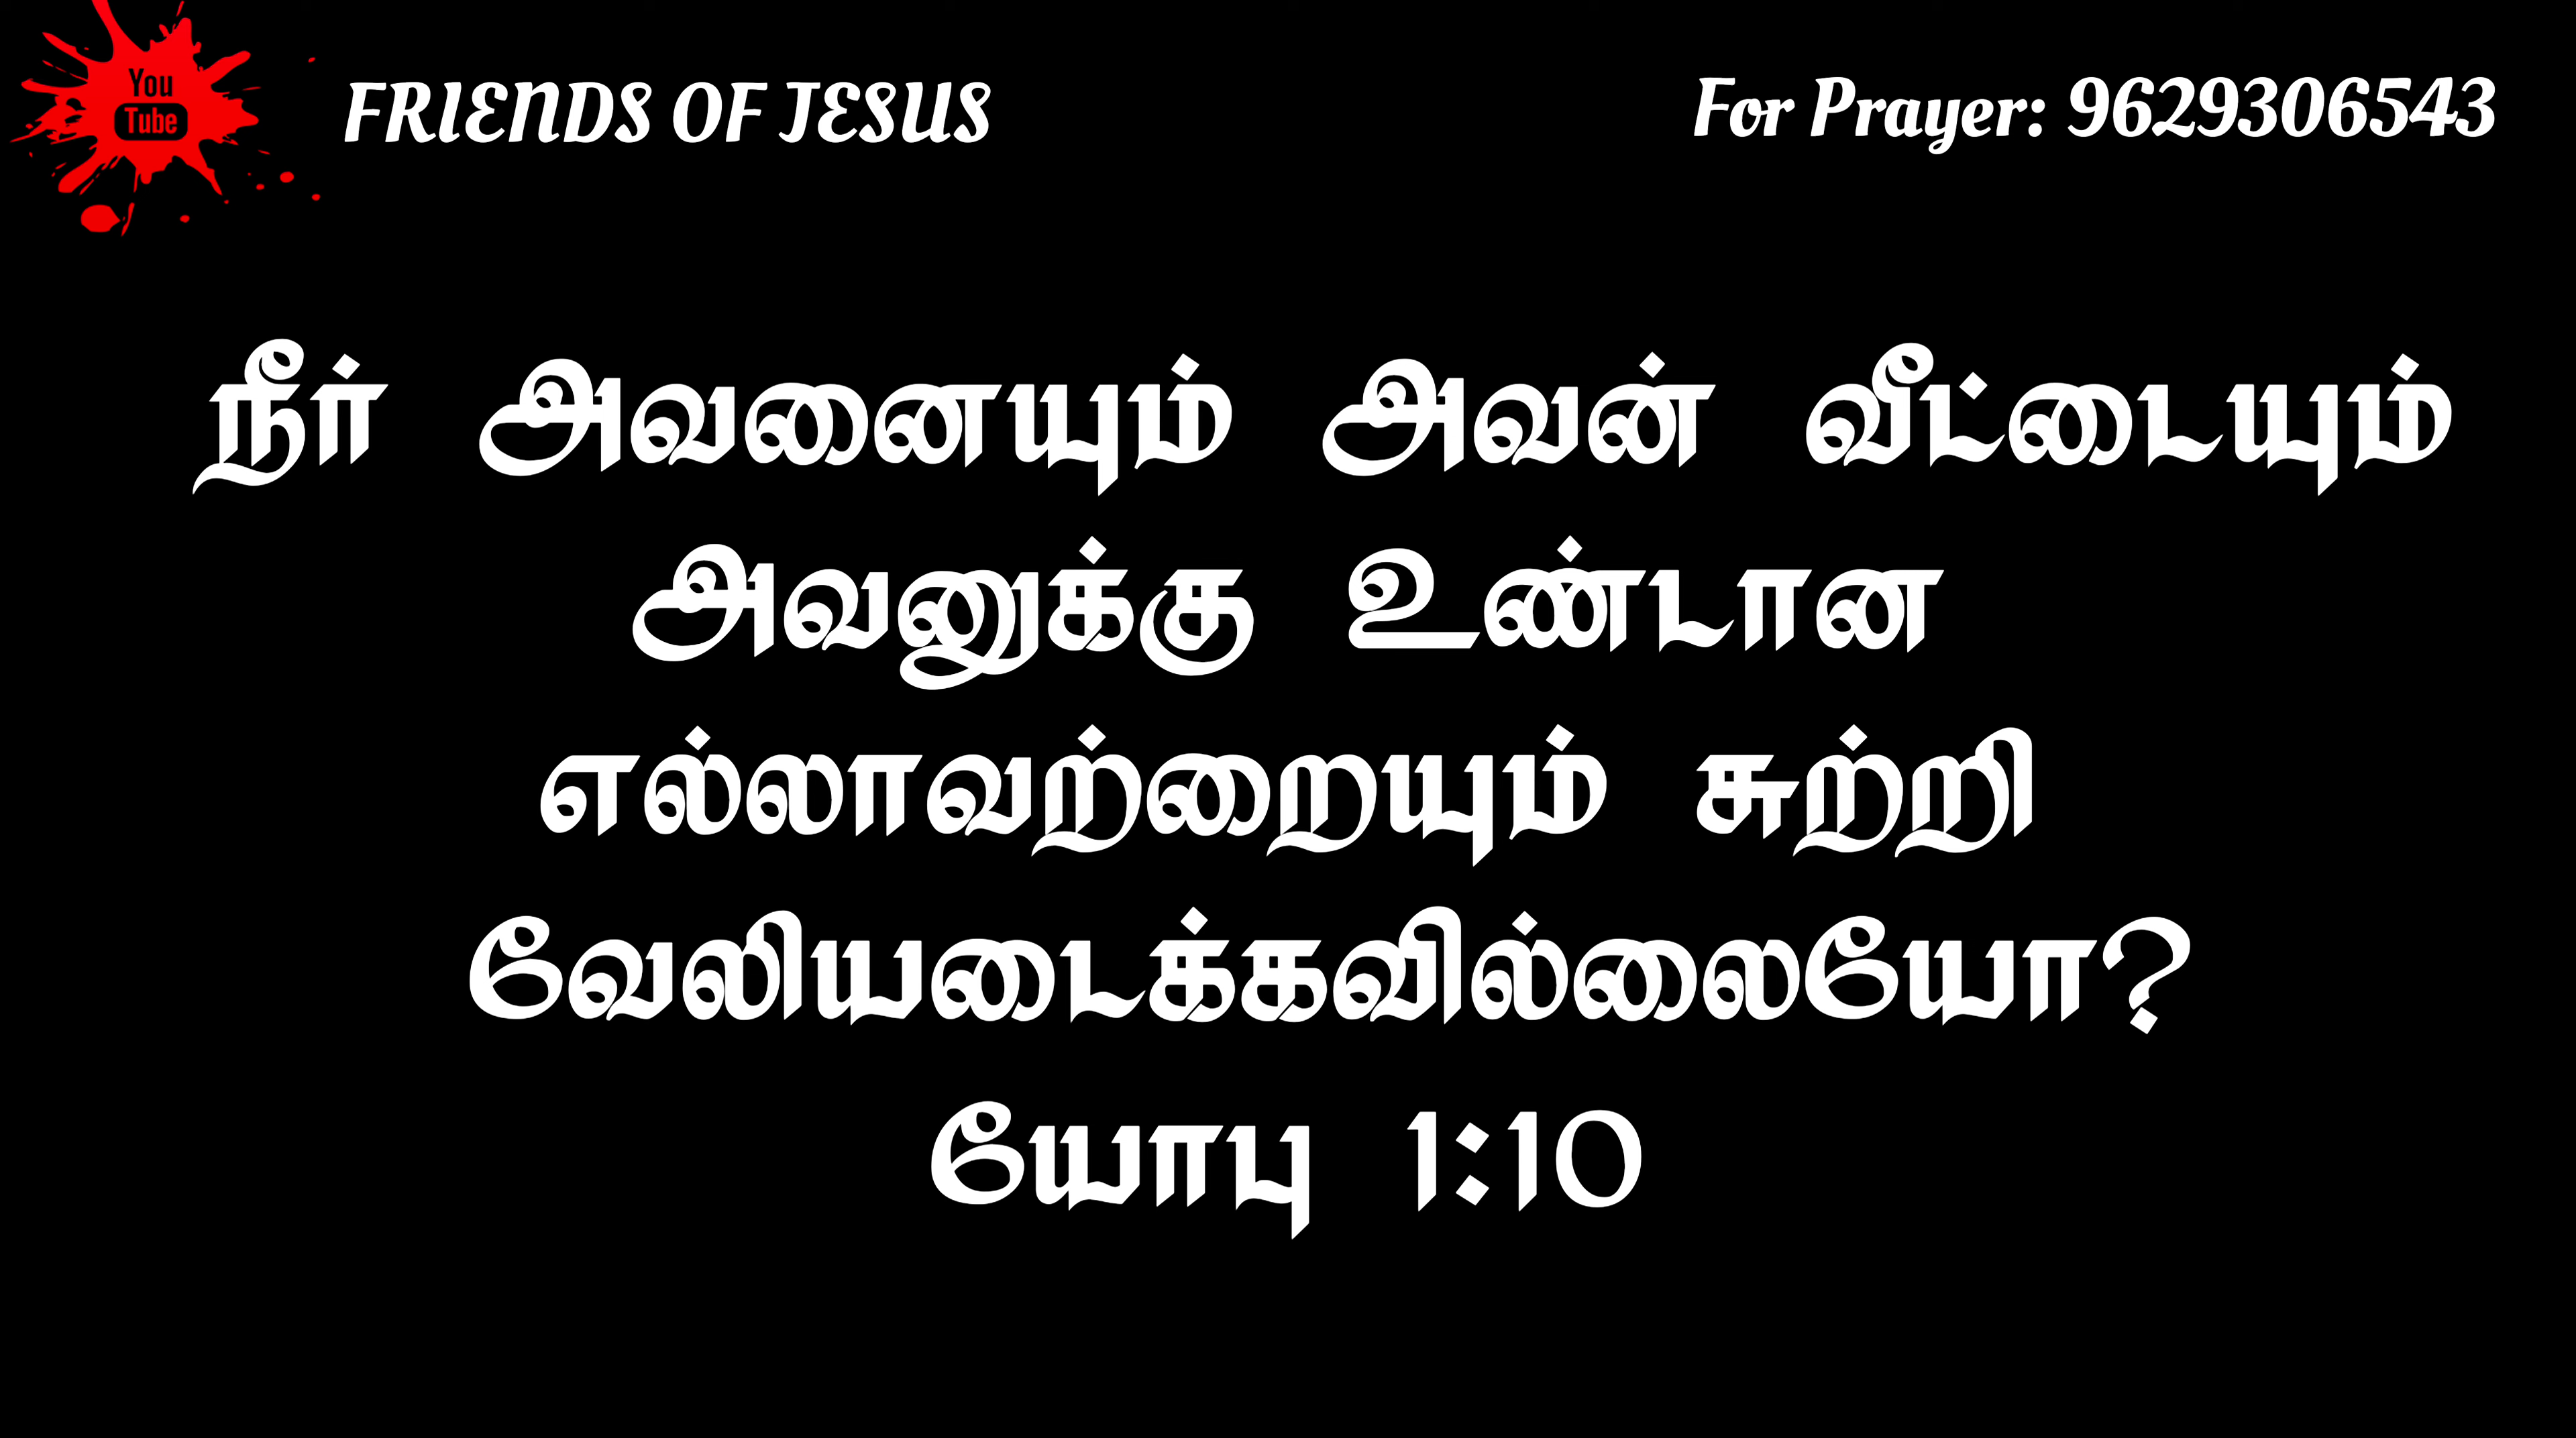 You
Tube
FRIENDS OF JESUS
For Prayer: 9629306543
நீர் அவனையும் அவன் வீட்டையும்
அவனுக்கு உண்டான
எல்லாவற்றையும் சுற்றி
வேலியடைக்கவில்லையோ?
யோபு 1:10